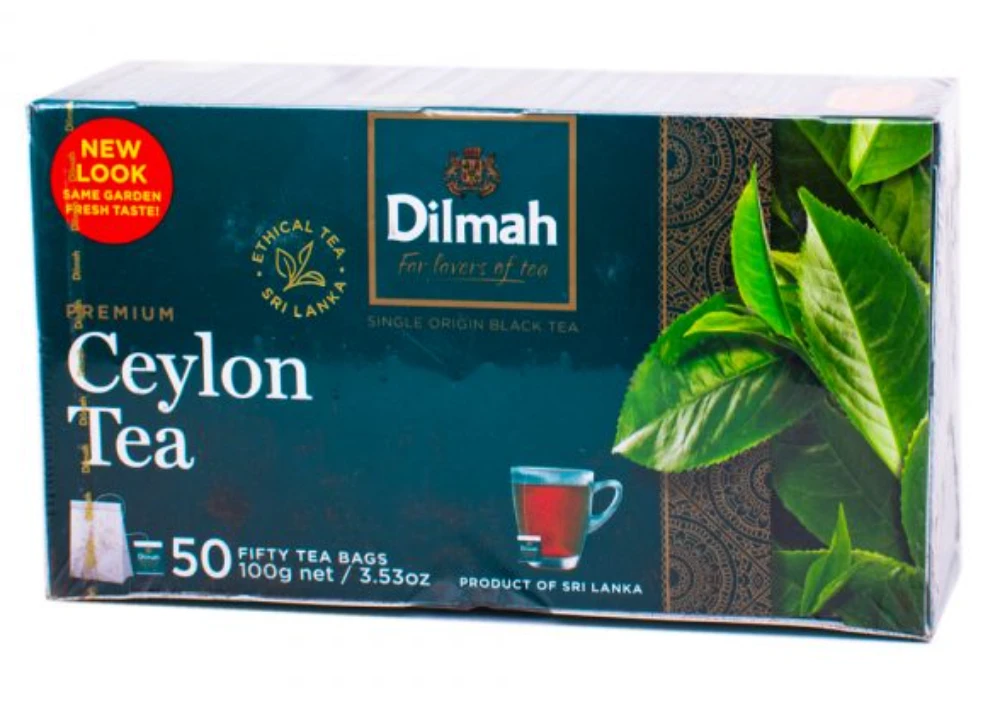 NEW
LOOK
SAME GARDEN
FRESH TASTE!
ETHICAL TEA
SRI LANKA
Dilmah
For lovers of tea
SINGLE ORIGIN BLACK TEA
PREMIUM
Ceylon
Tea
Dilmah
50 FIFTY TEA BAGS
100g net / 3.53oz
PRODUCT OF SRI LANKA